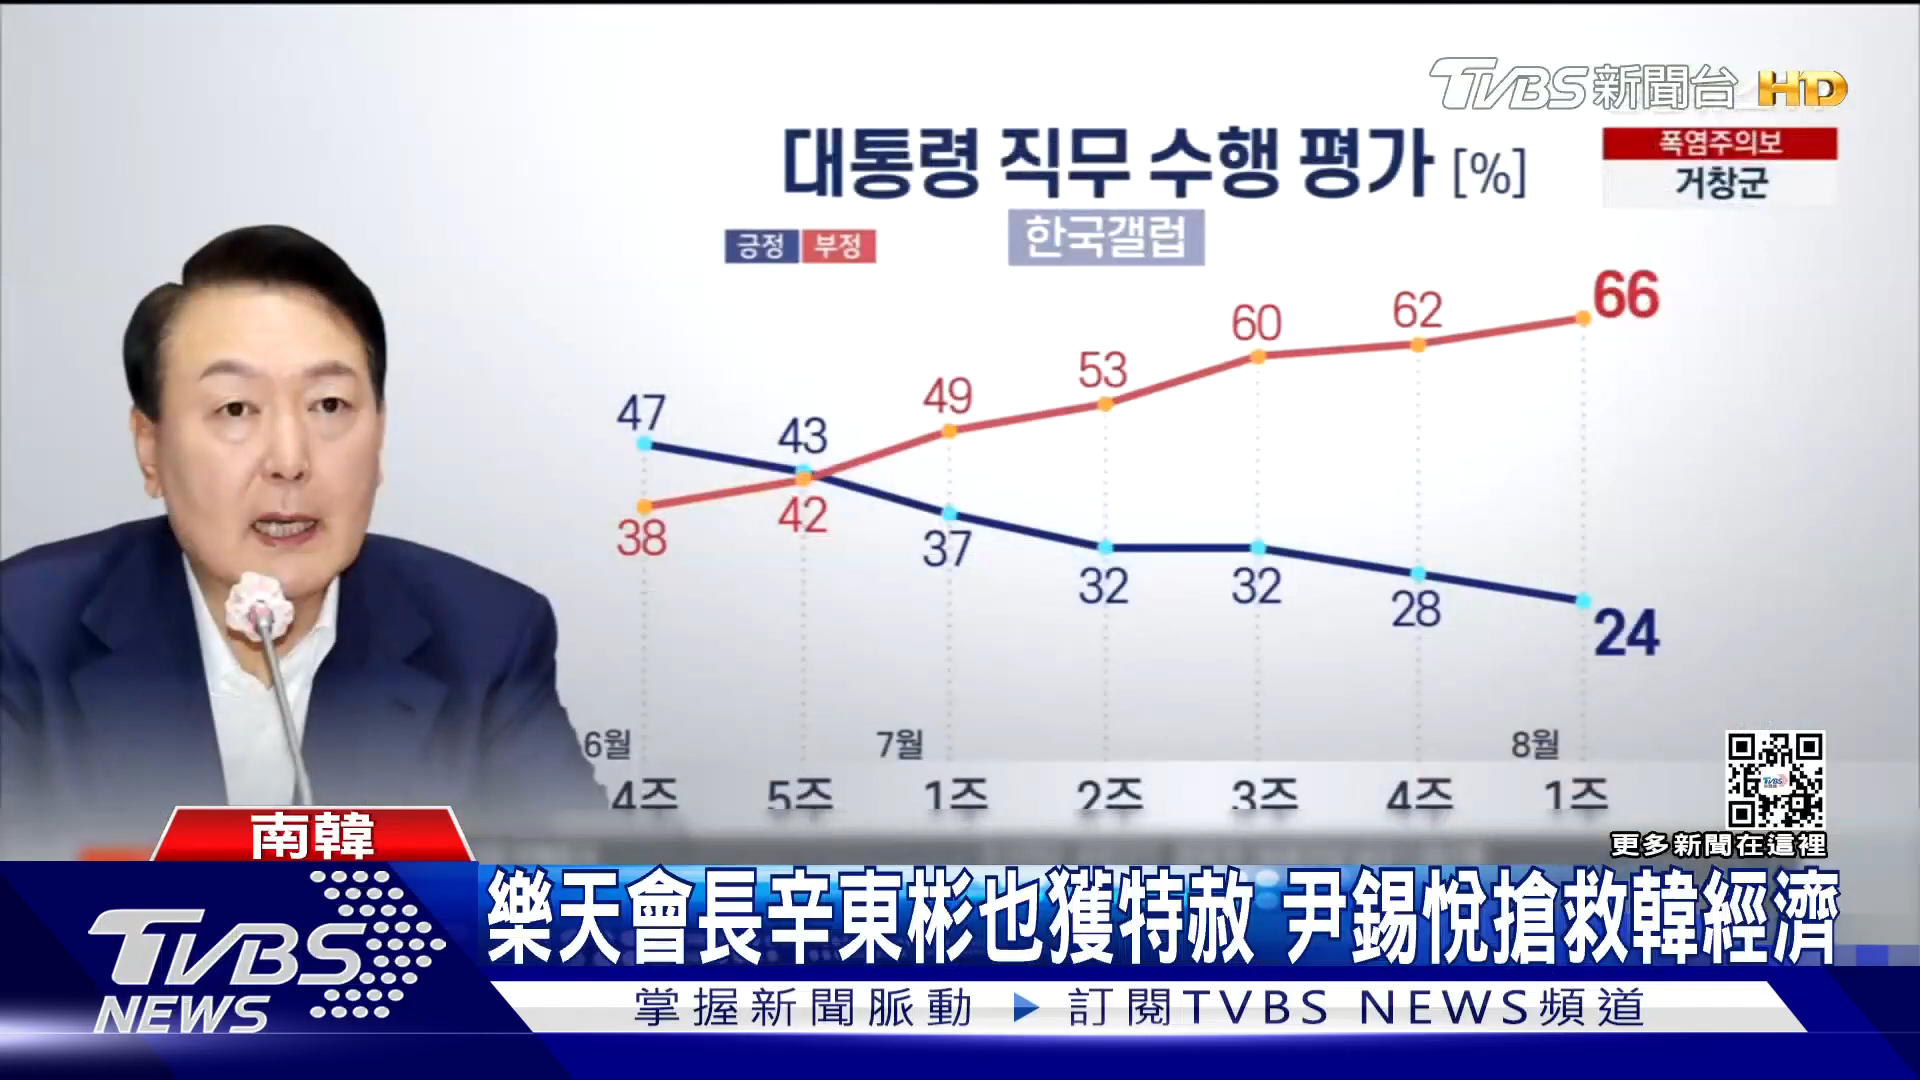 TVBS新聞台 HD
대통령 직무 수행 평가 [%]
폭염주의보
거창군
긍정 부정
한국갤럽
66
62
60
53
49
47
43
38
42
37
32
32
28
24
6월 7월 8월
4주 5주 1주 2주 3주 4주 1주
更多新聞在這裡
南韓
樂天會長辛東彬也獲特赦 尹錫悅搶救韓經濟
TVBS
NEWS
掌握新聞脈動 ▶ 訂閱TVBS NEWS頻道